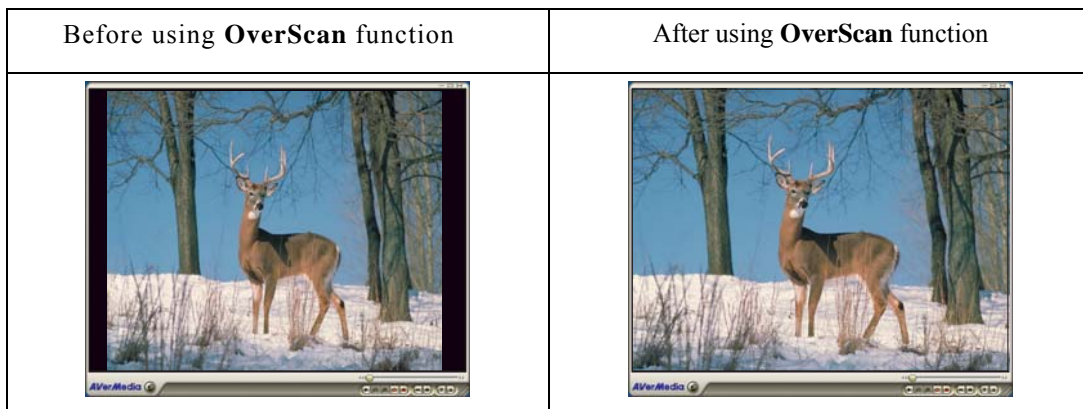 Before using OverScan function
After using OverScan function
AVerMedia
AVerMedia